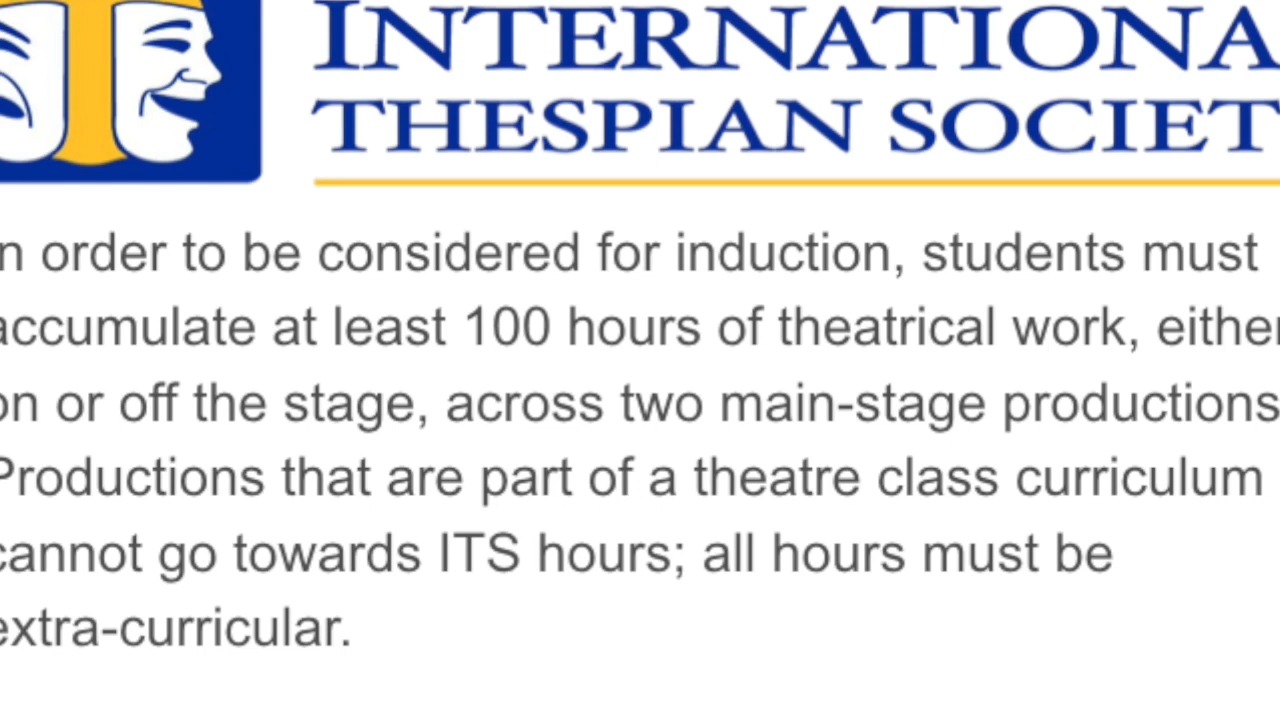 INTERNATIONA
THESPIAN SOCIET
n order to be considered for induction, students must
accumulate at least 100 hours of theatrical work, either
on or off the stage, across two main-stage productions
Productions that are part of a theatre class curriculum
cannot go towards ITS hours; all hours must be
extra-curricular.